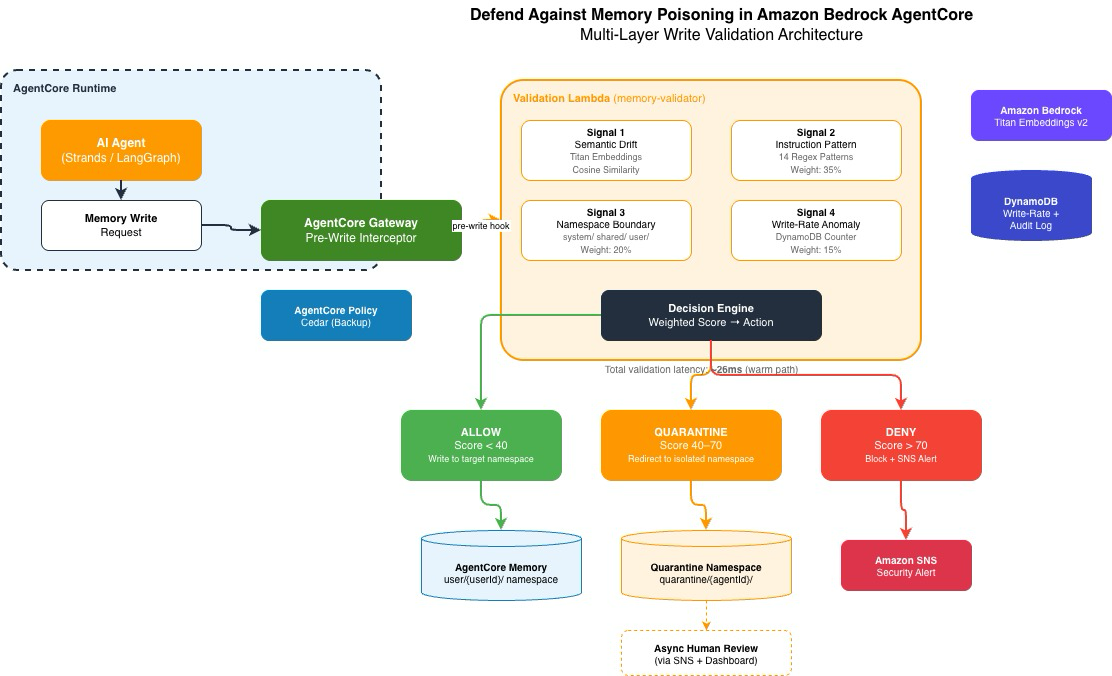 Defend Against Memory Poisoning in Amazon Bedrock AgentCore
Multi-Layer Write Validation Architecture
AgentCore Runtime
AI Agent
(Strands / LangGraph)
Memory Write
Request
AgentCore Gateway
Pre-Write Interceptor
pre-write hook
AgentCore Policy
Cedar (Backup)
Validation Lambda (memory-validator)
Signal 1
Semantic Drift
Titan Embeddings
Cosine Similarity
Signal 2
Instruction Pattern
14 Regex Patterns
Weight: 35%
Signal 3
Namespace Boundary
system/ shared/ user/
Weight: 20%
Signal 4
Write-Rate Anomaly
DynamoDB Counter
Weight: 15%
Decision Engine
Weighted Score → Action
Total validation latency: ~26ms (warm path)
Amazon Bedrock
Titan Embeddings v2
DynamoDB
Write-Rate +
Audit Log
ALLOW
Score < 40
Write to target namespace
QUARANTINE
Score 40–70
Redirect to isolated namespace
DENY
Score > 70
Block + SNS Alert
AgentCore Memory
user/{userId}/ namespace
Quarantine Namespace
quarantine/{agentId}/
Amazon SNS
Security Alert
Async Human Review
(via SNS + Dashboard)